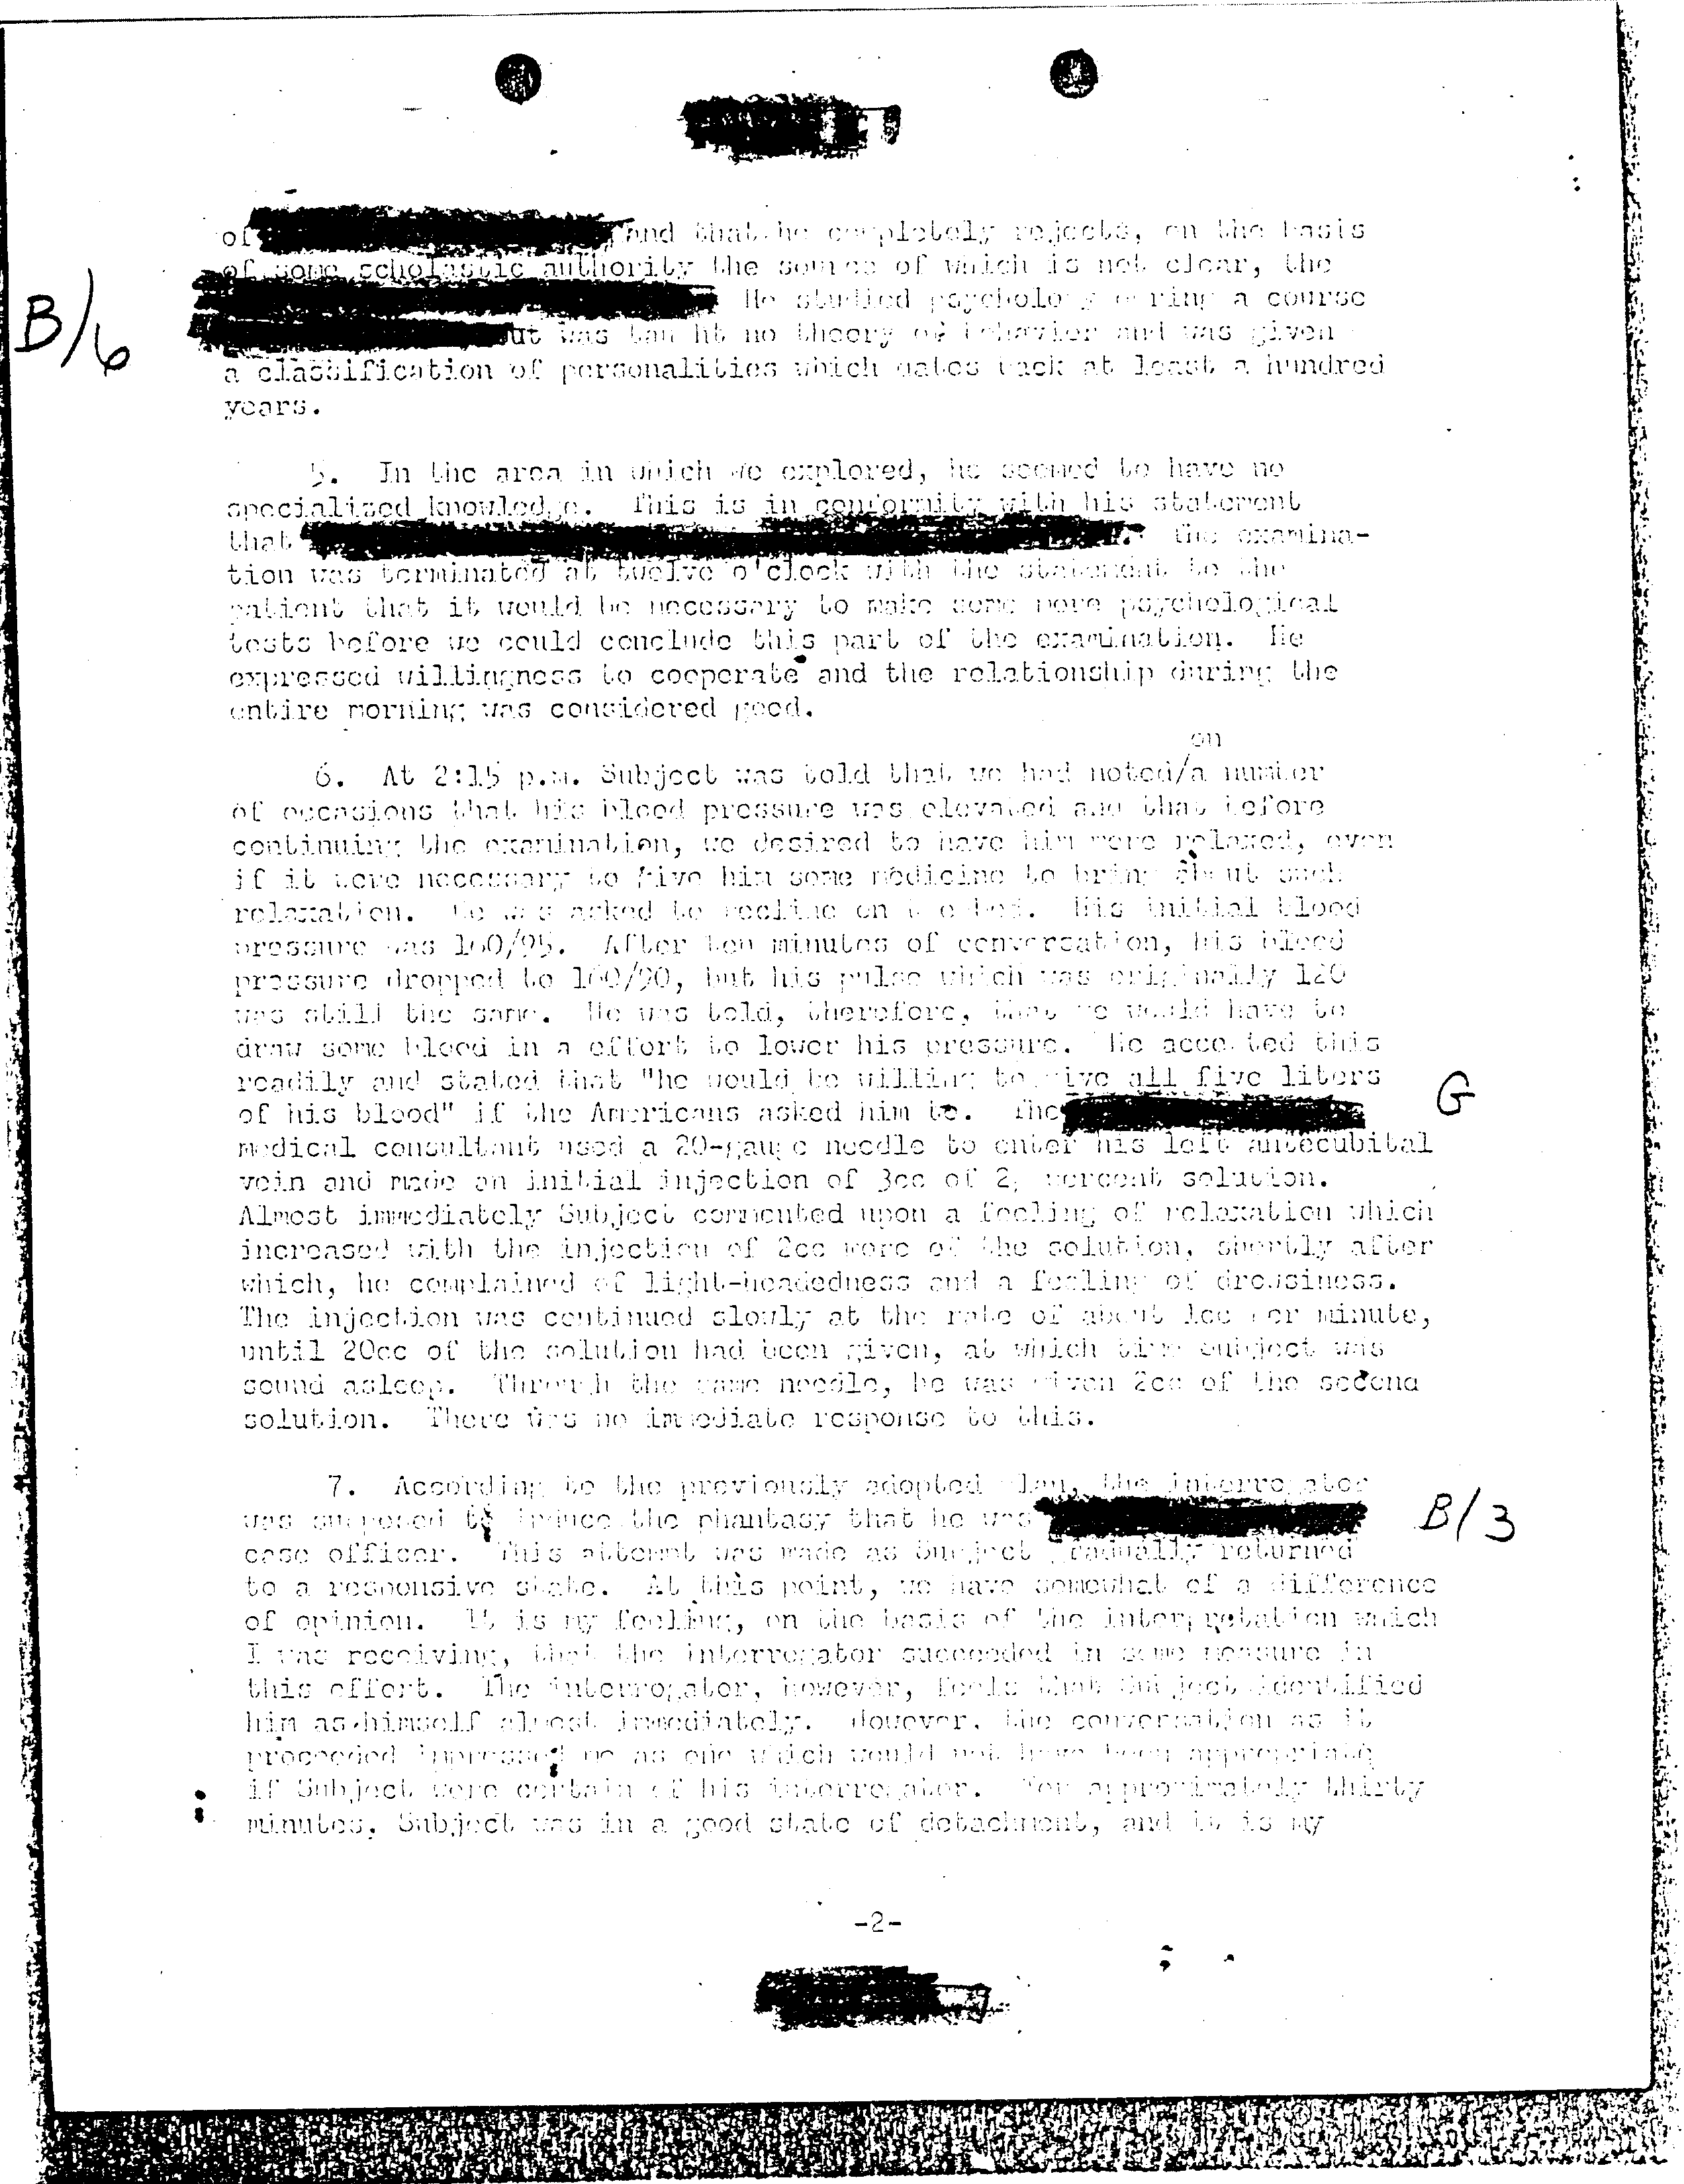 of and that he completely rejects, on the basis
of some scholastic authority the source of which is not clear, the
He studied psychology during a course
B/6
but was taught no theory of behavior and was given
a classification of personalities which dates back at least a hundred
years.
5. In the area in which we explored, he seemed to have no
specialized knowledge. This is in conformity with his statement
that The examina-
tion was terminated at twelve o'clock with the statement to the
patient that it would be necessary to make some more psychological
tests before we could conclude this part of the examination. He
expressed willingness to cooperate and the relationship during the
entire morning was considered good.
on
6. At 2:15 p.m. Subject was told that we had noted/a number
of occasions that his blood pressure was elevated and that before
continuing the examination, we desired to have him more relaxed, even
if it were necessary to give him some medicine to bring about such
relaxation. He was asked to recline on the bed. His initial blood
pressure was After ten minutes of conversation, his blood
pressure dropped to but his pulse which was originally 120
was still the same. He was told, therefore, that we would have to
draw some blood in a effort to lower his pressure. He accepted this
readily and stated that "he would be willing to give all five liters
of his blood" if the Americans asked him to. The
G
medical consultant used a 20-gauge needle to enter his left antecubital
vein and made an initial injection of 3cc of percent solution.
Almost immediately Subject commented upon a feeling of relaxation which
increased with the injection of 2cc more of the solution, shortly after
which, he complained of light-headedness and a feeling of drowsiness.
The injection was continued slowly at the rate of about 1cc per minute,
until 20cc of the solution had been given, at which time subject was
sound asleep. Through the same needle, he was given 2cc of the second
solution. There was no immediate response to this.
7. According to the previously adopted plan, the interrogator
was supposed to induce the phantasy that he was
B/3
case officer. This attempt was made as Subject gradually returned
to a responsive state. At this point, we have somewhat of a difference
of opinion. It is my feeling, on the basis of the interpretation which
I was receiving, that the interrogator succeeded in some measure in
this effort. The interrogator, however, feels that Subject identified
him as himself almost immediately. However, the conversation as it
proceeded impressed me as one which would not have been appropriate
if Subject were certain of his interrogator. For approximately thirty
minutes, Subject was in a good state of detachment, and it is my
-2-